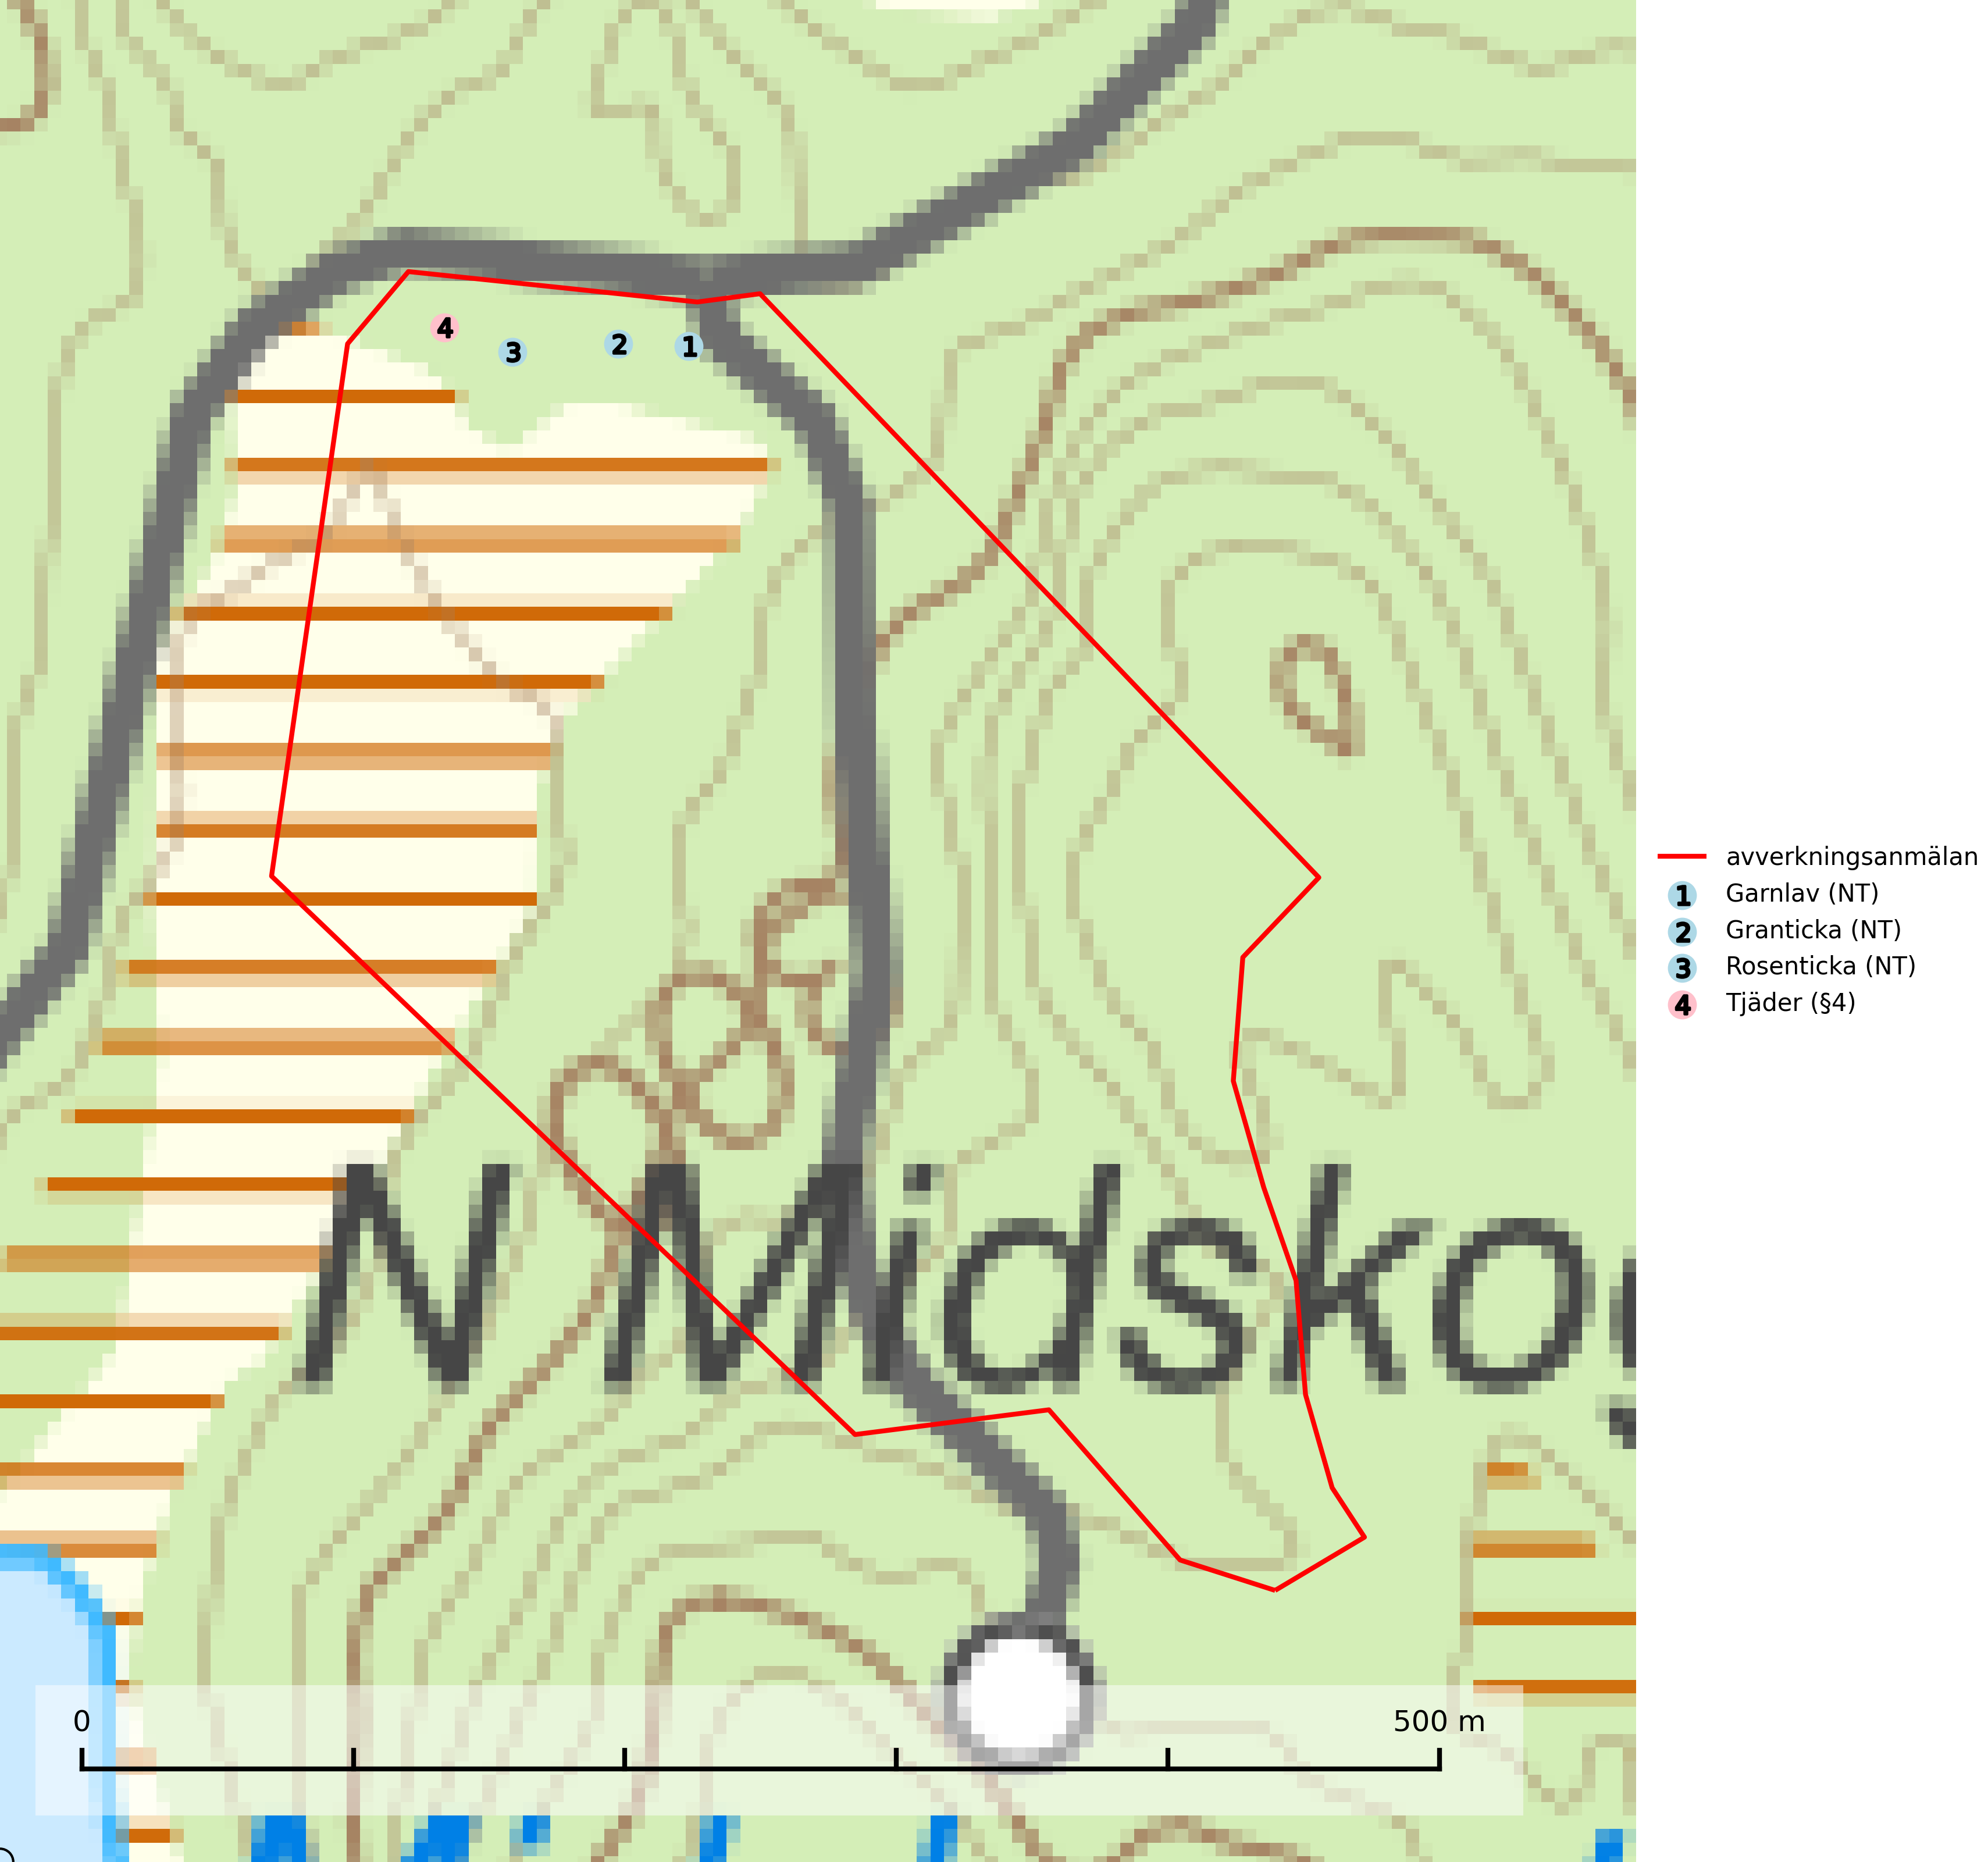 4
3
2
1
N Midsko
0
500 m
avverkningsanmälan
1 Garnlav (NT)
2 Granticka (NT)
3 Rosenticka (NT)
4 Tjäder (§4)